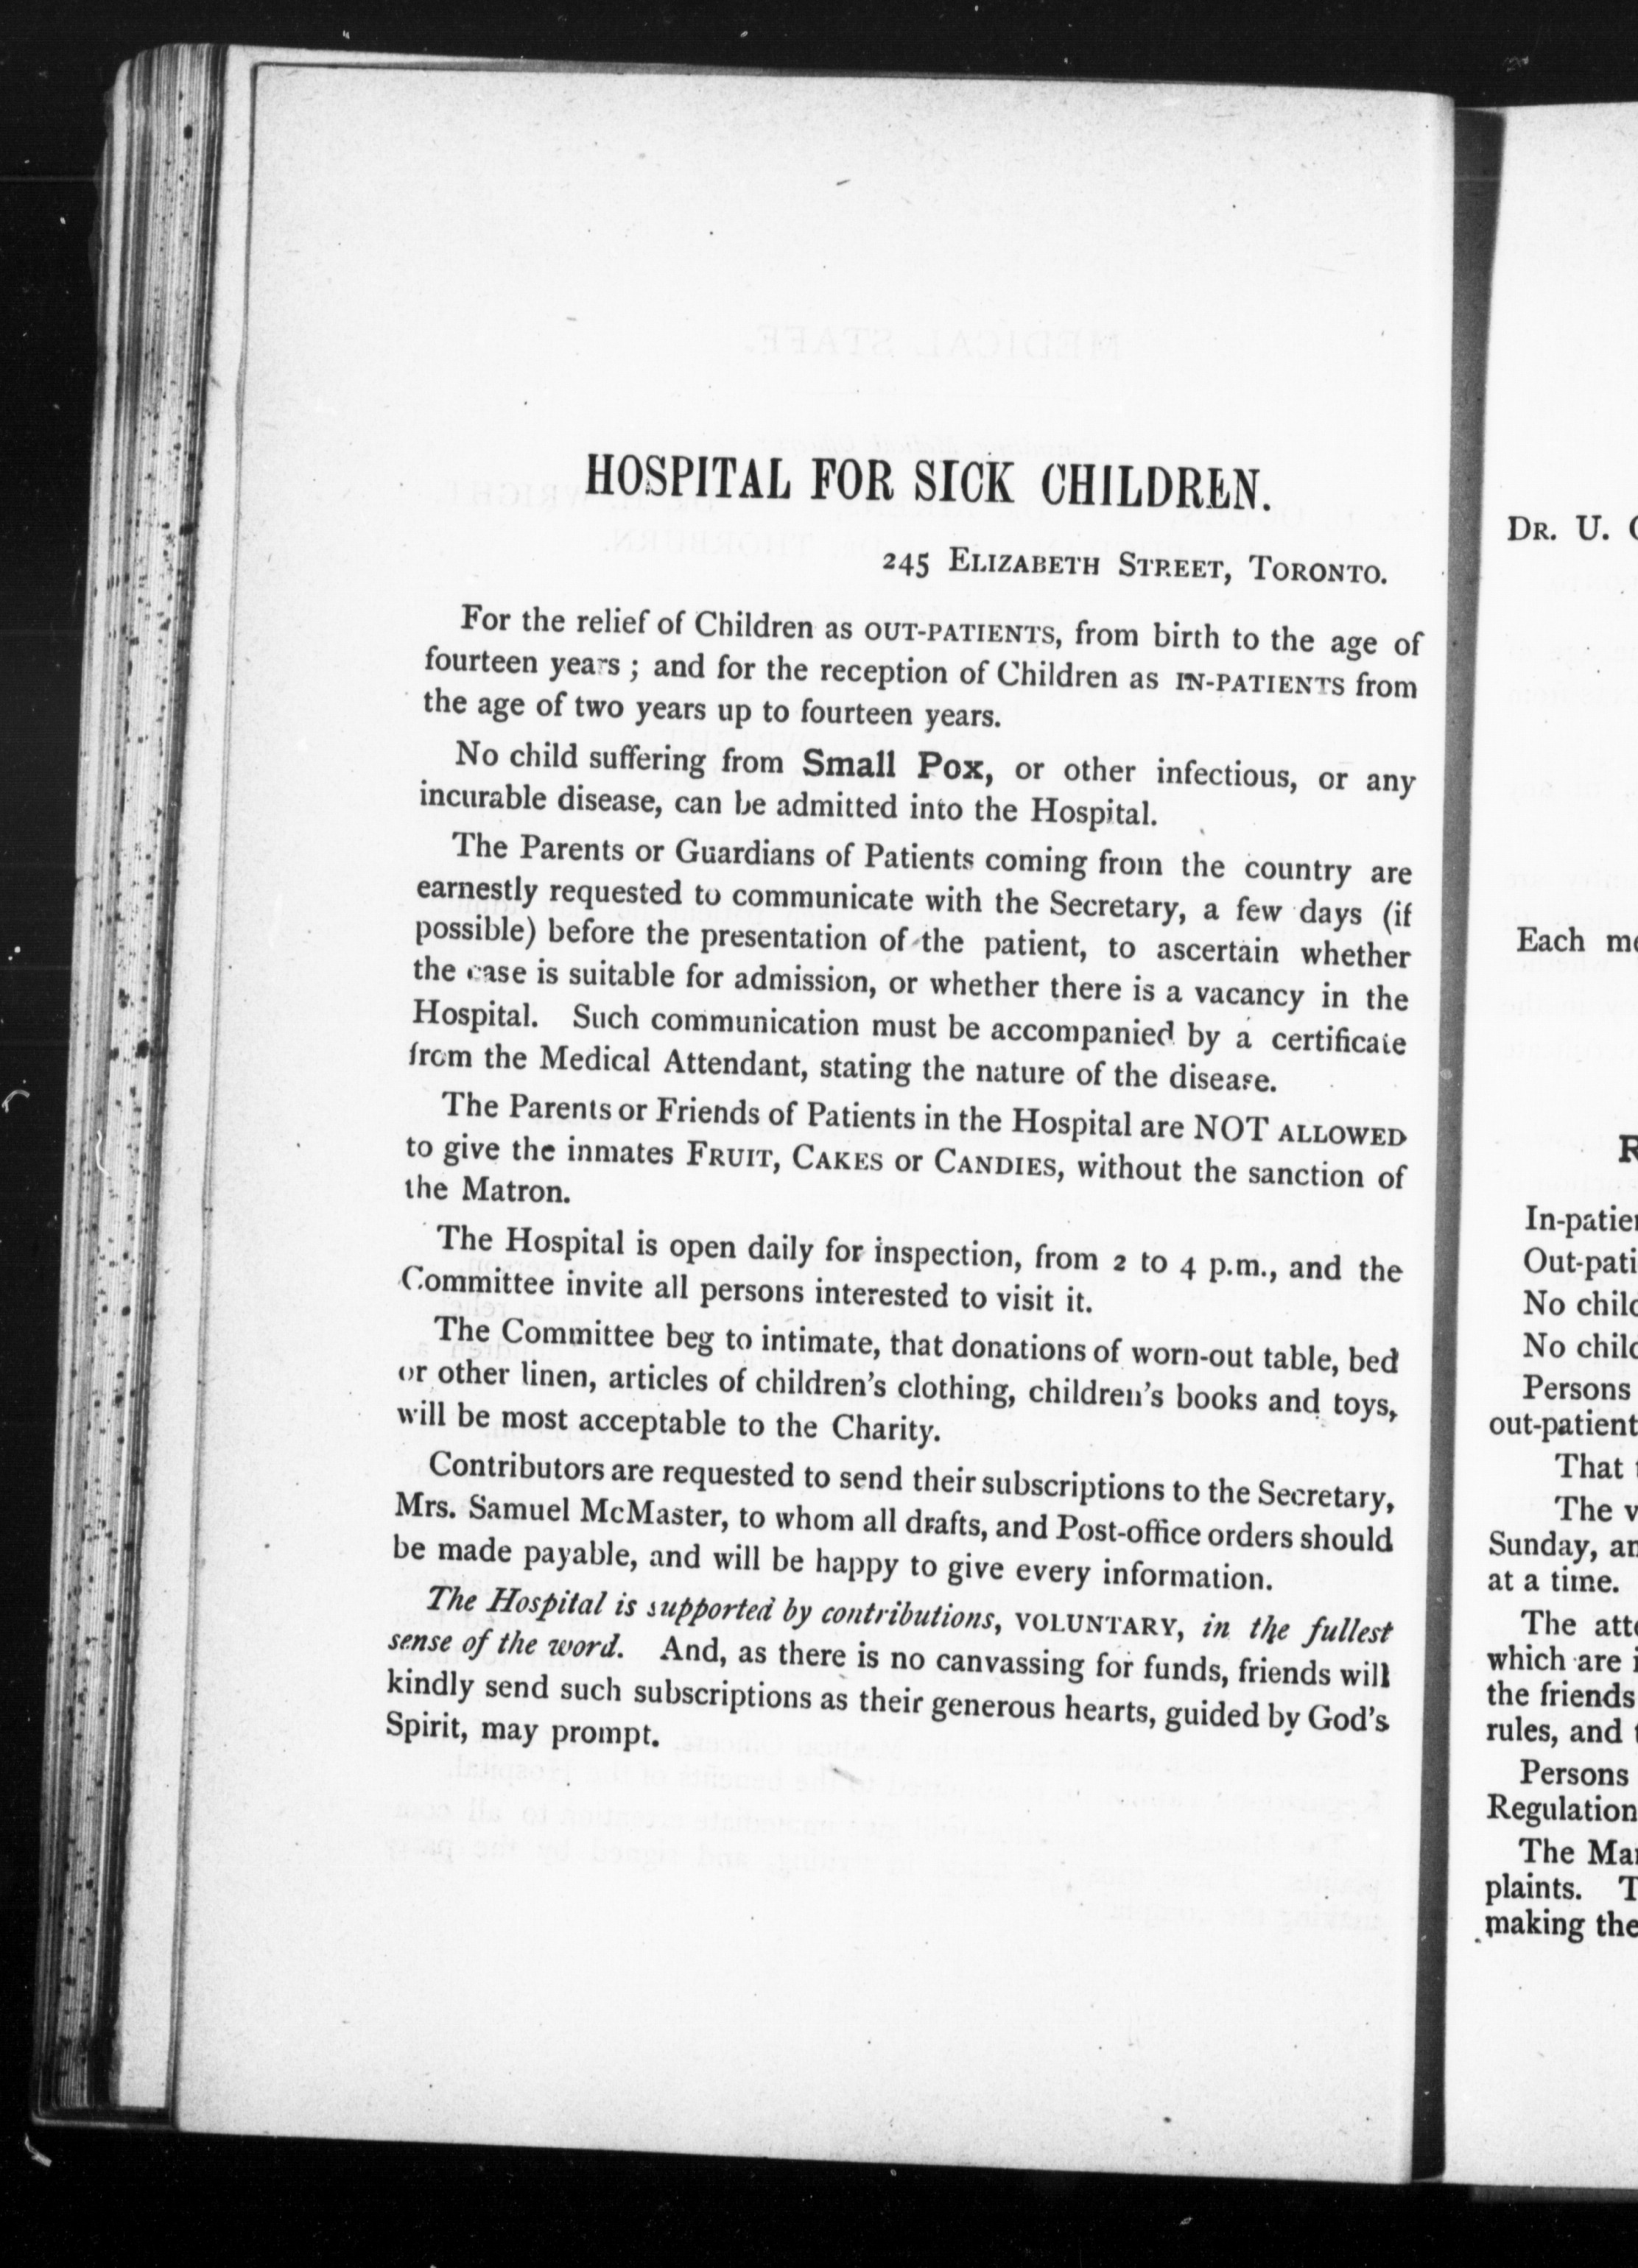 HOSPITAL FOR SICK CHILDREN.
245 ELIZABETH STREET, TORONTO.
For the relief of Children as OUT-PATIENTS, from birth to the age of
fourteen years ; and for the reception of Children as IN-PATIENTS from
the age of two years up to fourteen years.
No child suffering from Small Pox, or other infectious, or any
incurable disease, can be admitted into the Hospital.
The Parents or Guardians of Patients coming from the country are
earnestly requested to communicate with the Secretary, a few days (if
possible) before the presentation of the patient, to ascertain whether
the case is suitable for admission, or whether there is a vacancy in the
Hospital. Such communication must be accompanied by a certificate
from the Medical Attendant, stating the nature of the disease.
The Parents or Friends of Patients in the Hospital are NOT ALLOWED
to give the inmates FRUIT, CAKES or CANDIES, without the sanction of
the Matron.
The Hospital is open daily for inspection, from 2 to 4 p.m., and the
Committee invite all persons interested to visit it.
The Committee beg to intimate, that donations of worn-out table, bed
or other linen, articles of children's clothing, children's books and toys,
will be most acceptable to the Charity.
Contributors are requested to send their subscriptions to the Secretary,
Mrs. Samuel McMaster, to whom all drafts, and Post-office orders should
be made payable, and will be happy to give every information.
The Hospital is supported by contributions, VOLUNTARY, in the fullest
sense of the word. And, as there is no canvassing for funds, friends will
kindly send such subscriptions as their generous hearts, guided by God's
Spirit, may prompt.
DR. U.
Each
In-patie
Out-pati
No chil
No chil
Persons
out-patient
That
The
Sunday,
at a time.
The
which are
the friends
rules, and
Persons
Regulation
The
plaints.
making the